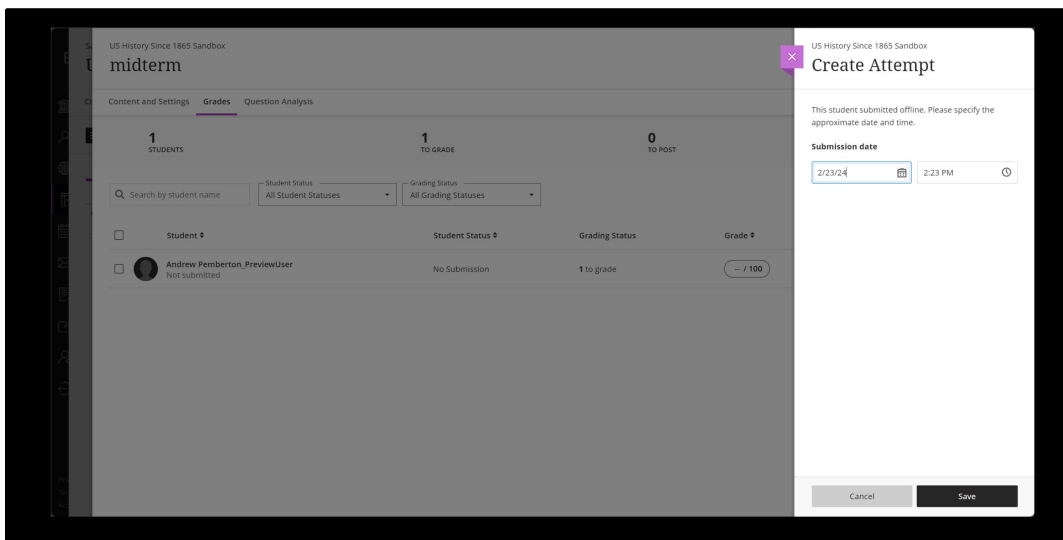 US History Since 1865 Sandbox
midterm
Content and Settings Grades Question Analysis
1
STUDENTS
1
TO GRADE
0
TO POST
Search by student name
Student Status
All Student Statuses
Grading Status
All Grading Statuses
Student
Student Status
Grading Status
Grade
Andrew Pemberton_PreviewUser
Not submitted
No Submission
1 to grade
-- / 100
US History Since 1865 Sandbox
Create Attempt
This student submitted offline. Please specify the
approximate date and time.
Submission date
2/23/24
2:23 PM
Cancel
Save